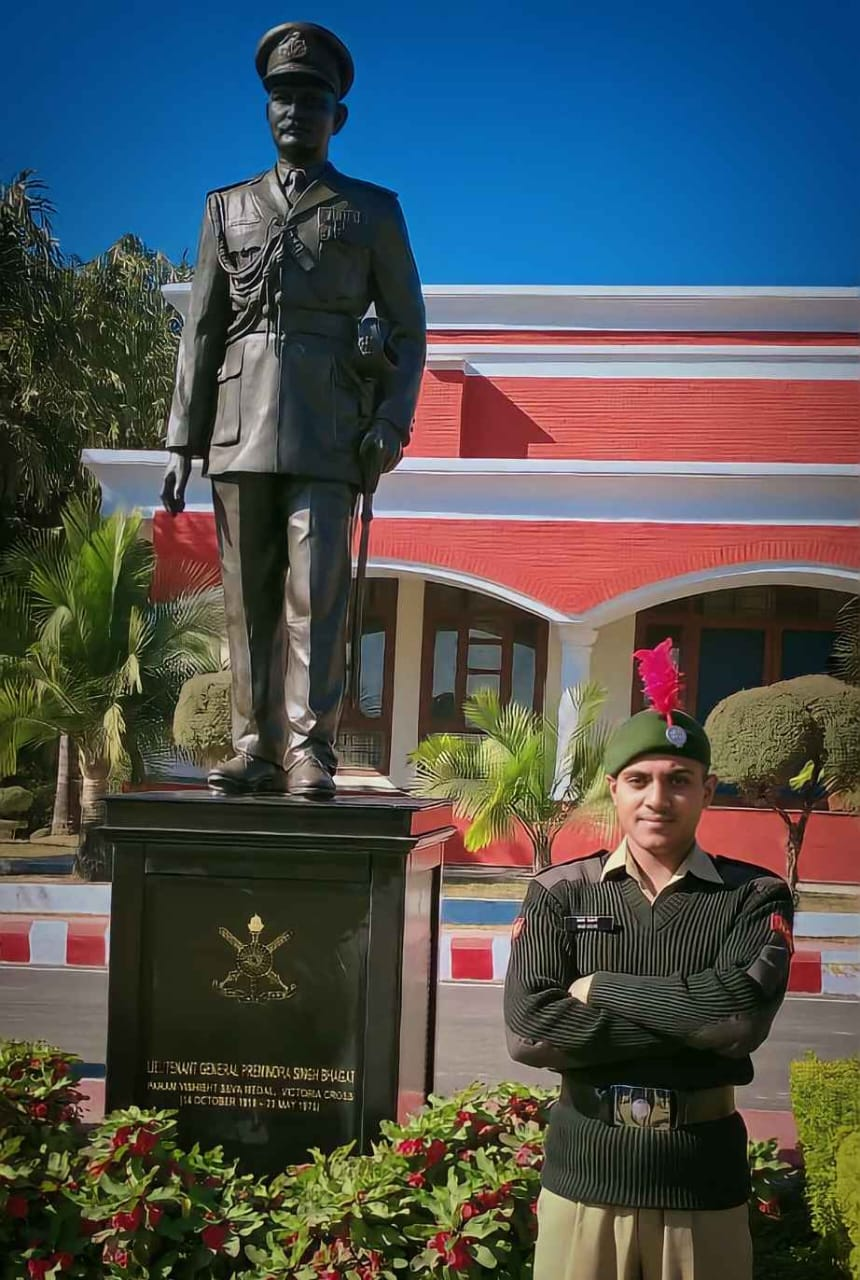 LIEUTENANT GENERAL PREMINDRA SINGH BHAGAT
PARAM VISHISHT SEVA MEDAL, VICTORIA CROSS
(14 OCTOBER 1918 - 23 MAY 1975)